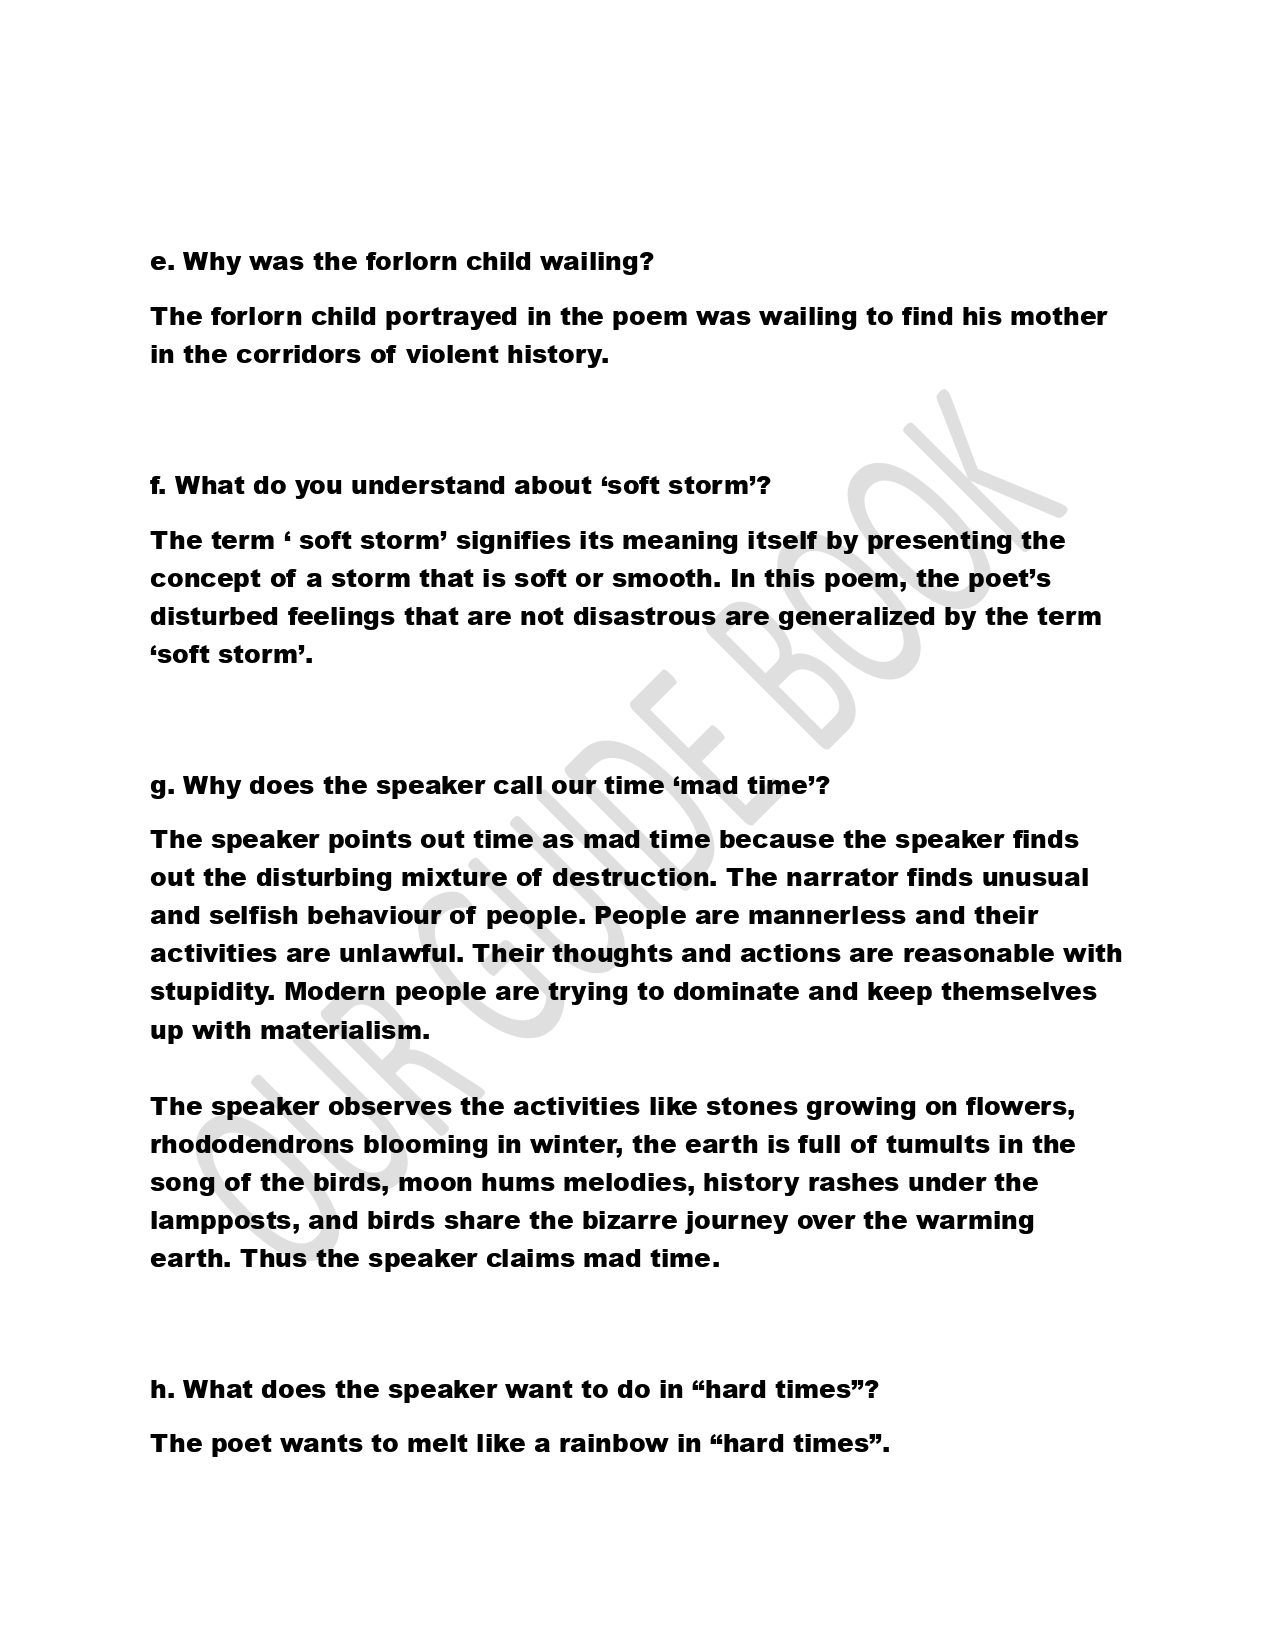 e. Why was the forlorn child wailing?
The forlorn child portrayed in the poem was wailing to find his mother
in the corridors of violent history.
f. What do you understand about ‘soft storm’?
The term ‘ soft storm’ signifies its meaning itself by presenting the
concept of a storm that is soft or smooth. In this poem, the poet’s
disturbed feelings that are not disastrous are generalized by the term
‘soft storm’.
g. Why does the speaker call our time ‘mad time’?
The speaker points out time as mad time because the speaker finds
out the disturbing mixture of destruction. The narrator finds unusual
and selfish behaviour of people. People are mannerless and their
activities are unlawful. Their thoughts and actions are reasonable with
stupidity. Modern people are trying to dominate and keep themselves
up with materialism.
The speaker observes the activities like stones growing on flowers,
rhododendrons blooming in winter, the earth is full of tumults in the
song of the birds, moon hums melodies, history rashes under the
lampposts, and birds share the bizarre journey over the warming
earth. Thus the speaker claims mad time.
h. What does the speaker want to do in “hard times”?
The poet wants to melt like a rainbow in “hard times”.
OUR GUIDE BOOK